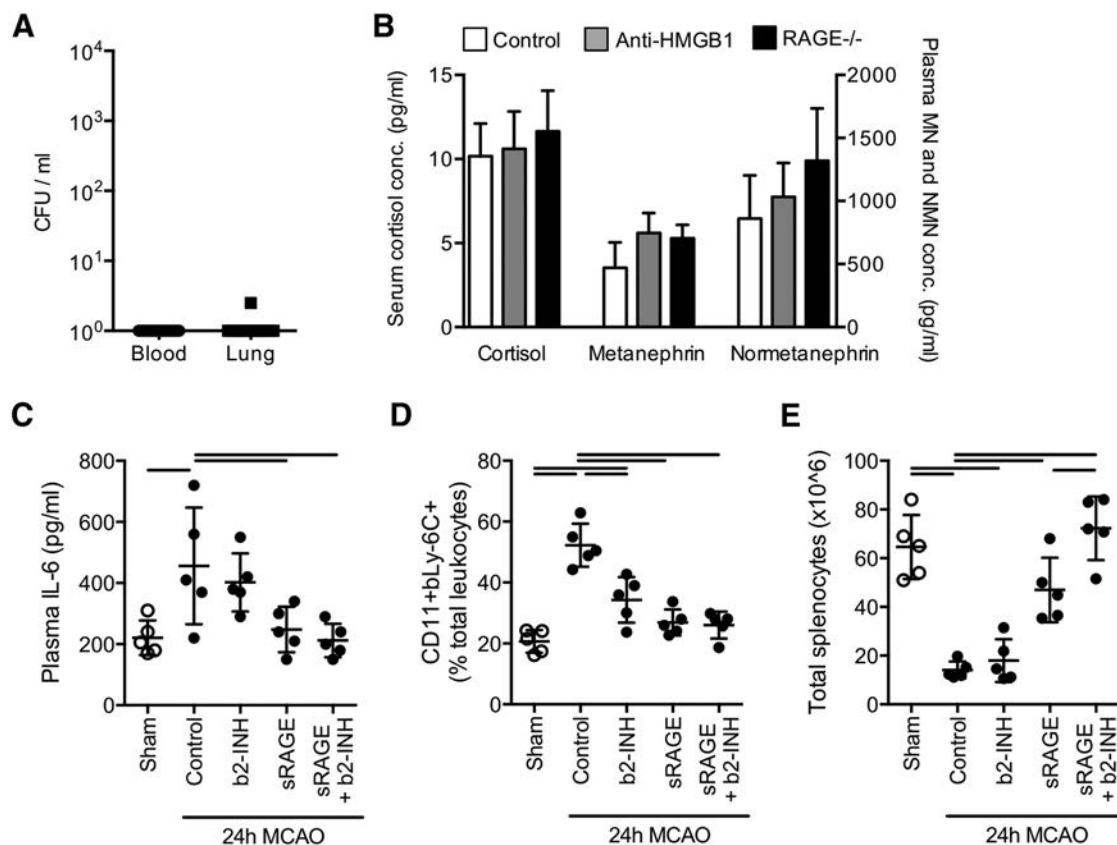 A
CFU / ml
10^4
10^3
10^2
10^1
10^0
Blood
Lung
B
Control
Anti-HMGB1
RAGE-/-
Serum cortisol conc. (pg/ml)
15
10
5
0
Plasma MN and NMN conc. (pg/ml)
2000
1500
1000
500
0
Cortisol
Metanephrin
Normetanephrin
C
Plasma IL-6 (pg/ml)
800
600
400
200
0
Sham
Control
b2-INH
sRAGE
sRAGE
+ b2-INH
24h MCAO
D
CD11+bLy-6C+
(% total leukocytes)
80
60
40
20
0
Sham
Control
b2-INH
sRAGE
sRAGE
+ b2-INH
24h MCAO
E
Total splenocytes (x10^6)
100
80
60
40
20
0
Sham
Control
b2-INH
sRAGE
sRAGE
+ b2-INH
24h MCAO